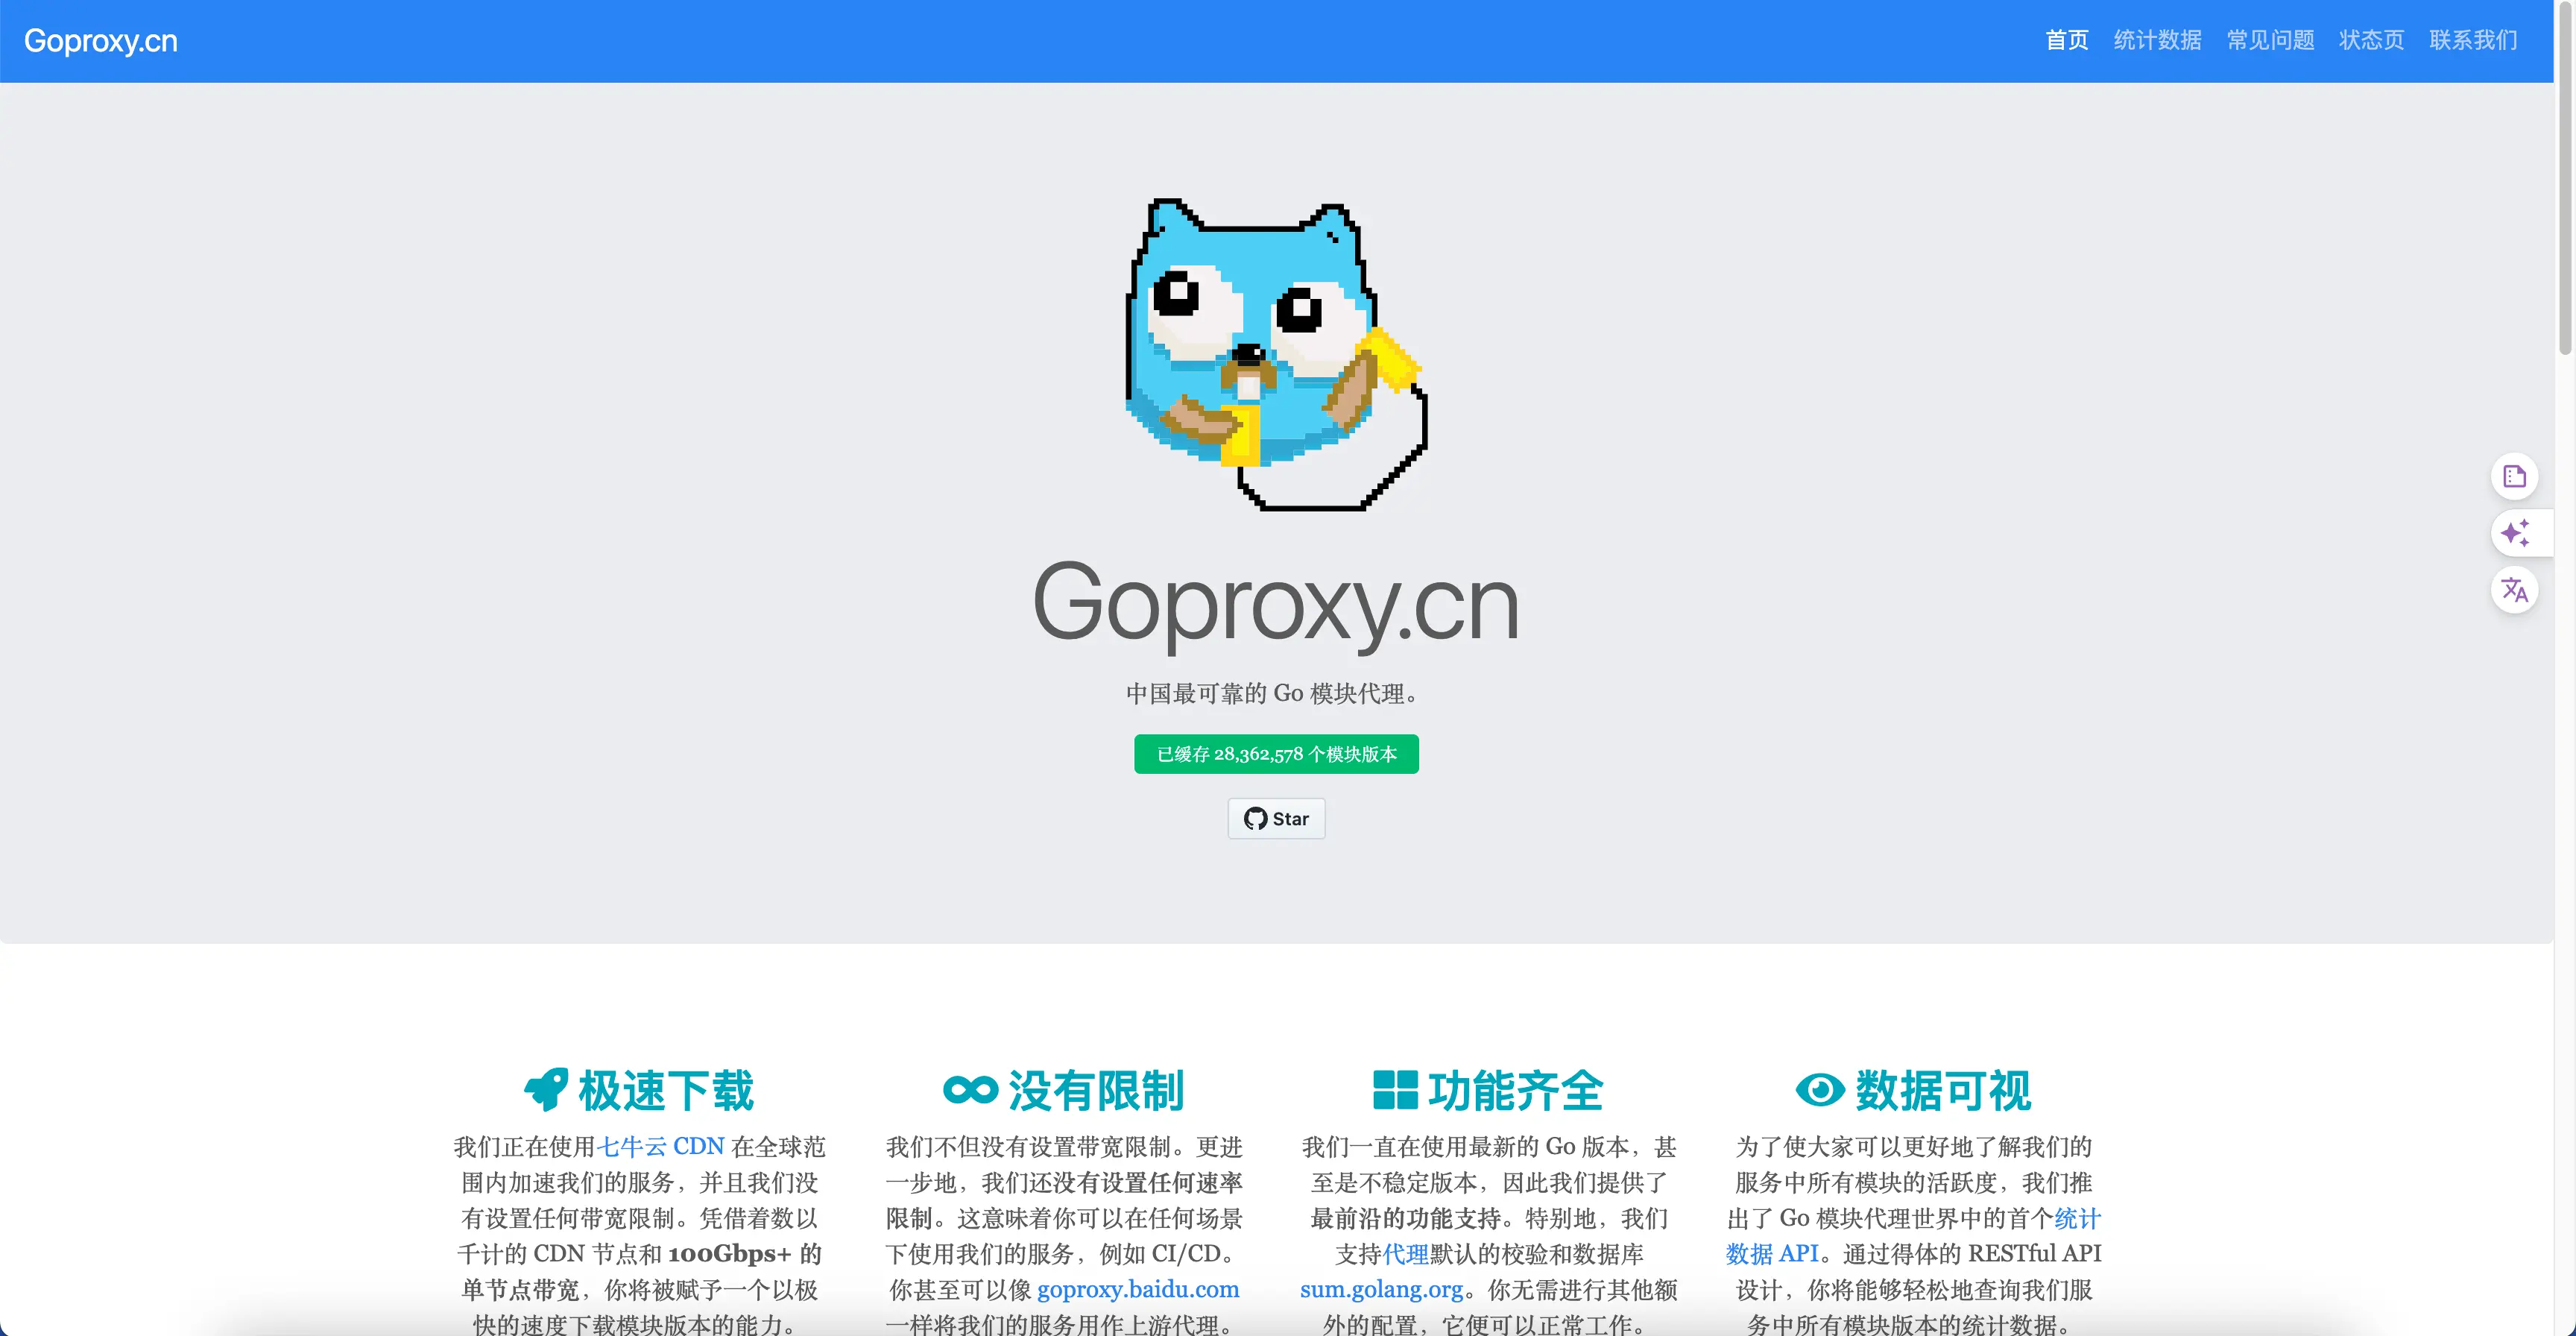 Goproxy.cn
首页 统计数据 常见问题 状态页 联系我们
Goproxy.cn
中国最可靠的 Go 模块代理。
已缓存 28,362,578 个模块版本
Star
极速下载
我们正在使用七牛云 CDN 在全球范
围内加速我们的服务，并且我们没
有设置任何带宽限制。凭借着数以
千计的 CDN 节点和 100Gbps+ 的
单节点带宽，你将被赋予一个以极
快的速度下载模块版本的能力。
没有限制
我们不但没有设置带宽限制。更进
一步地，我们还没有设置任何速率
限制。这意味着你可以在任何场景
下使用我们的服务，例如 CI/CD。
你甚至可以像 goproxy.baidu.com
一样将我们的服务用作上游代理。
功能齐全
我们一直在使用最新的 Go 版本，甚
至是不稳定版本，因此我们提供了
最前沿的功能支持。特别地，我们
支持代理默认的校验和数据库
sum.golang.org。你无需进行其他额
外的配置，它便可以正常工作。
数据可视
为了使大家可以更好地了解我们的
服务中所有模块的活跃度，我们推
出了 Go 模块代理世界中的首个统计
数据 API。通过得体的 RESTful API
设计，你将能够轻松地查询我们服
务中所有模块版本的统计数据。